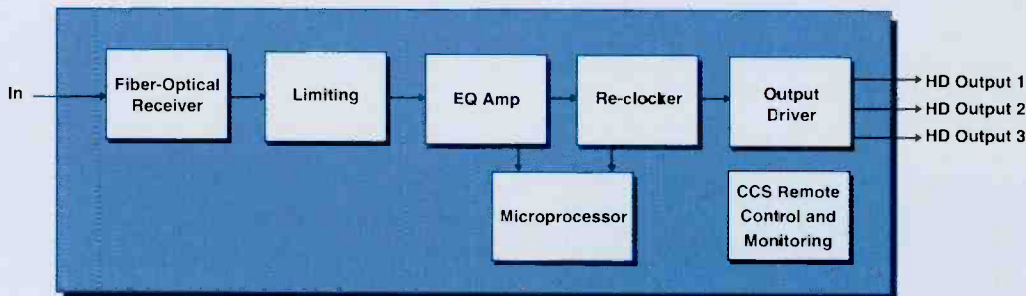 In
Fiber-Optical
Receiver
Limiting
EQ Amp
Re-clocker
Output
Driver
HD Output 1
HD Output 2
HD Output 3
Microprocessor
CCS Remote
Control and
Monitoring